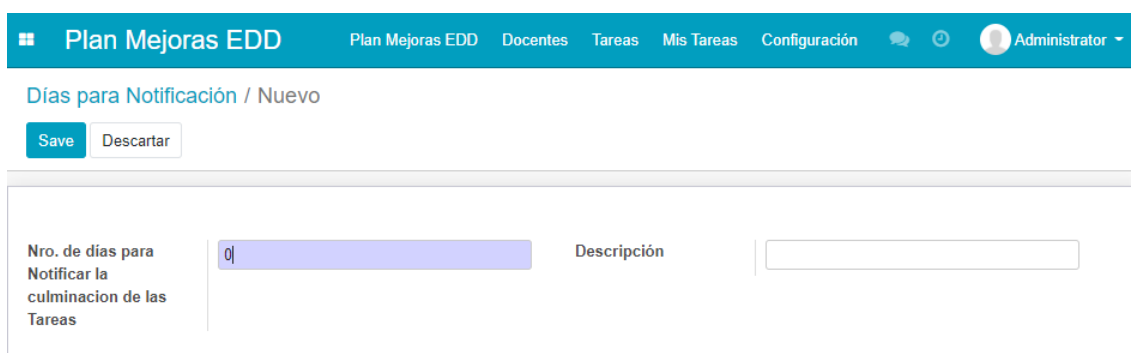 Plan Mejoras EDD Plan Mejoras EDD Docentes Tareas Mis Tareas Configuración Administrator
Días para Notificación / Nuevo
Save Descartar
Nro. de días para
Notificar la
culminacion de las
Tareas
0
Descripción